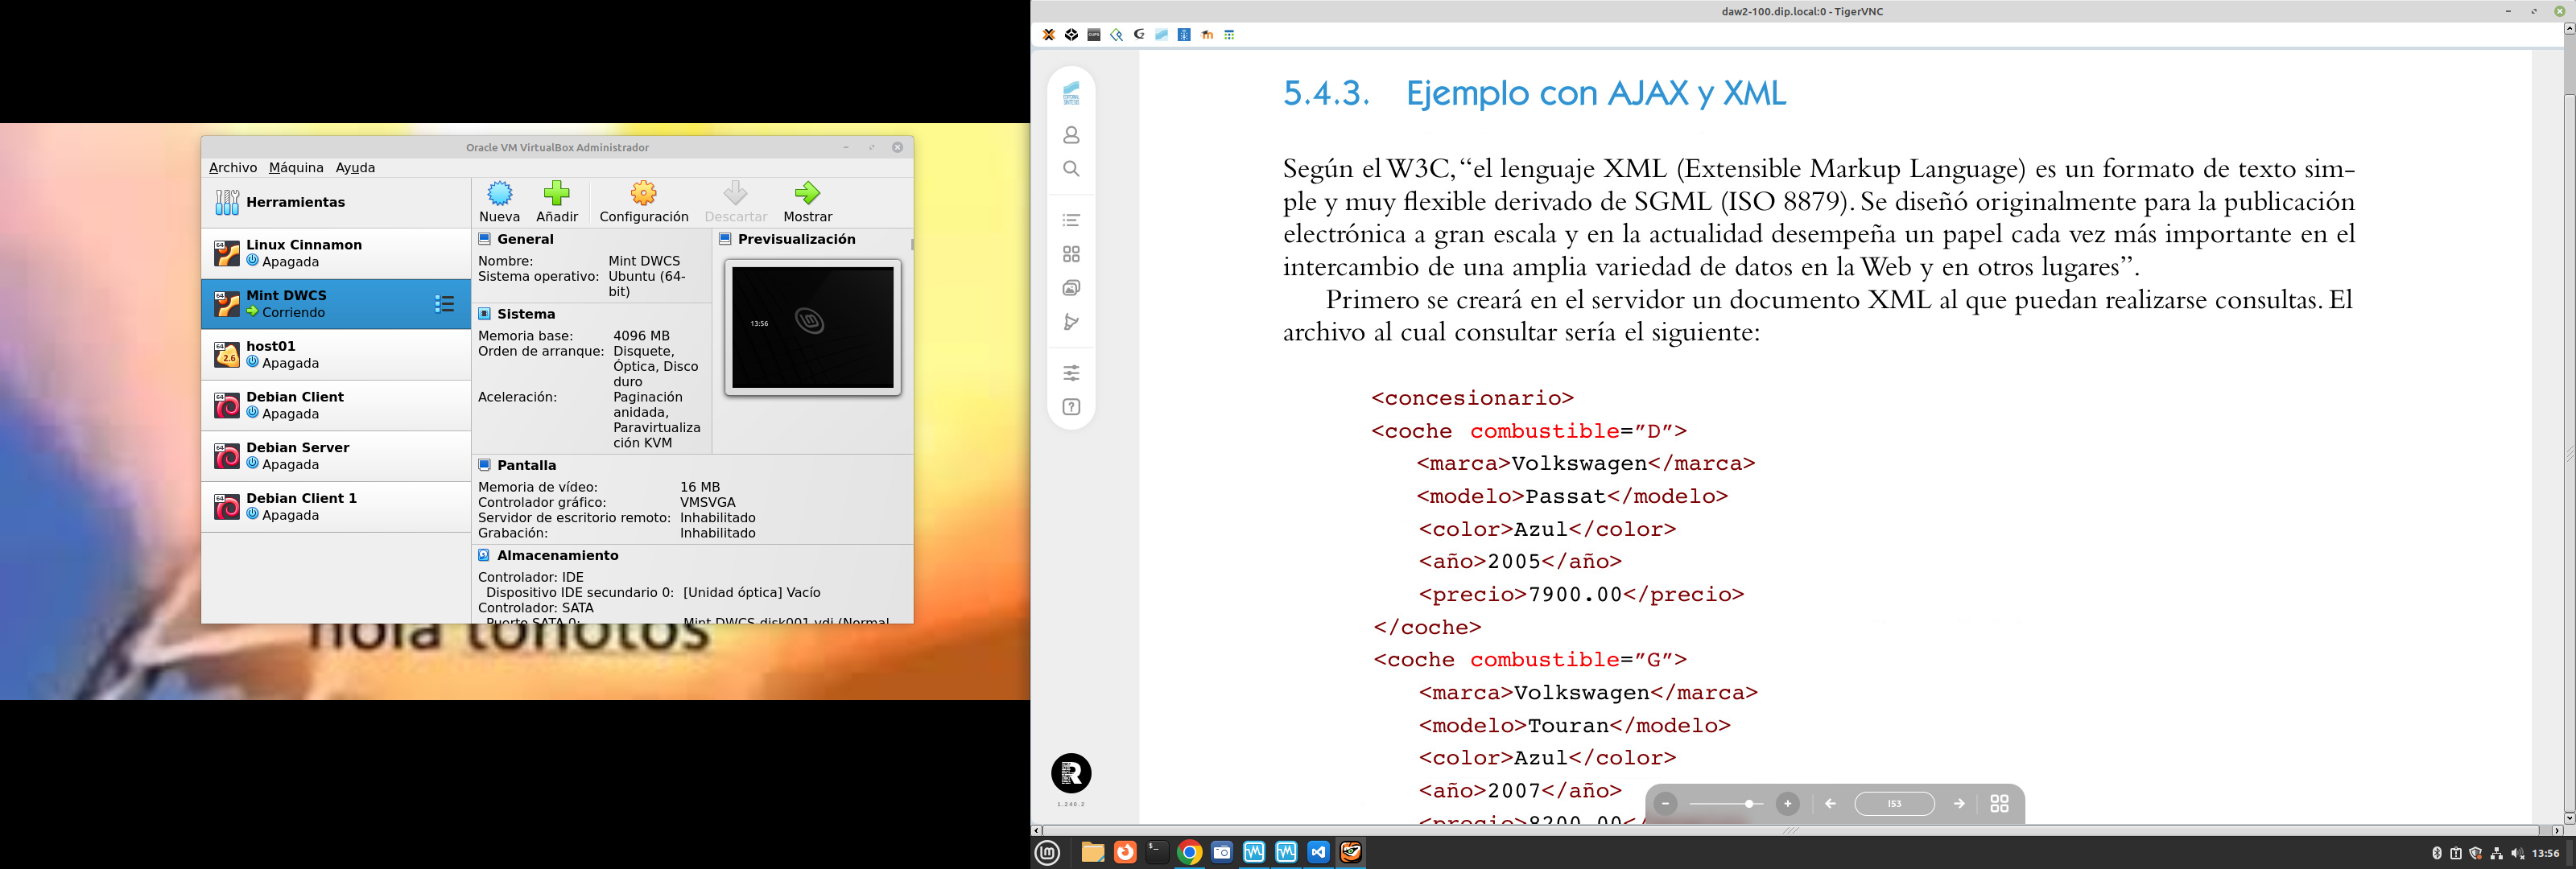 Oracle VM VirtualBox Administrador
Archivo Máquina Ayuda
Herramientas
Nueva Añadir Configuración Descartar Mostrar
Linux Cinnamon
Apagada
Mint DWCS
Corriendo
host01
Apagada
Debian Client
Apagada
Debian Server
Apagada
Debian Client 1
Apagada
General
Nombre: Mint DWCS
Sistema operativo: Ubuntu (64-
bit)
Sistema
Memoria base: 4096 MB
Orden de arranque: Disquete,
Óptica, Disco
duro
Aceleración: Paginación
anidada,
Paravirtualiza
ción KVM
Previsualización
13:56
Pantalla
Memoria de vídeo: 16 MB
Controlador gráfico: VMSVGA
Servidor de escritorio remoto: Inhabilitado
Grabación: Inhabilitado
Almacenamiento
Controlador: IDE
Dispositivo IDE secundario 0: [Unidad óptica] Vacío
Controlador: SATA
Puerto SATA 0: Mint DWCS-disk001.vdi (Normal,
hola tonotos
daw2-100.dip.local:0 - TigerVNC
5.4.3. Ejemplo con AJAX y XML
Según el W3C, “el lenguaje XML (Extensible Markup Language) es un formato de texto sim-
ple y muy flexible derivado de SGML (ISO 8879). Se diseñó originalmente para la publicación
electrónica a gran escala y en la actualidad desempeña un papel cada vez más importante en el
intercambio de una amplia variedad de datos en la Web y en otros lugares”.
Primero se creará en el servidor un documento XML al que puedan realizarse consultas. El
archivo al cual consultar sería el siguiente:
<concesionario>
<coche combustible=”D”>
<marca>Volkswagen</marca>
<modelo>Passat</modelo>
<color>Azul</color>
<año>2005</año>
<precio>7900.00</precio>
</coche>
<coche combustible=”G”>
<marca>Volkswagen</marca>
<modelo>Touran</modelo>
<color>Azul</color>
<año>2007</año>
<precio>8200.00</
153
1.240.2
13:56